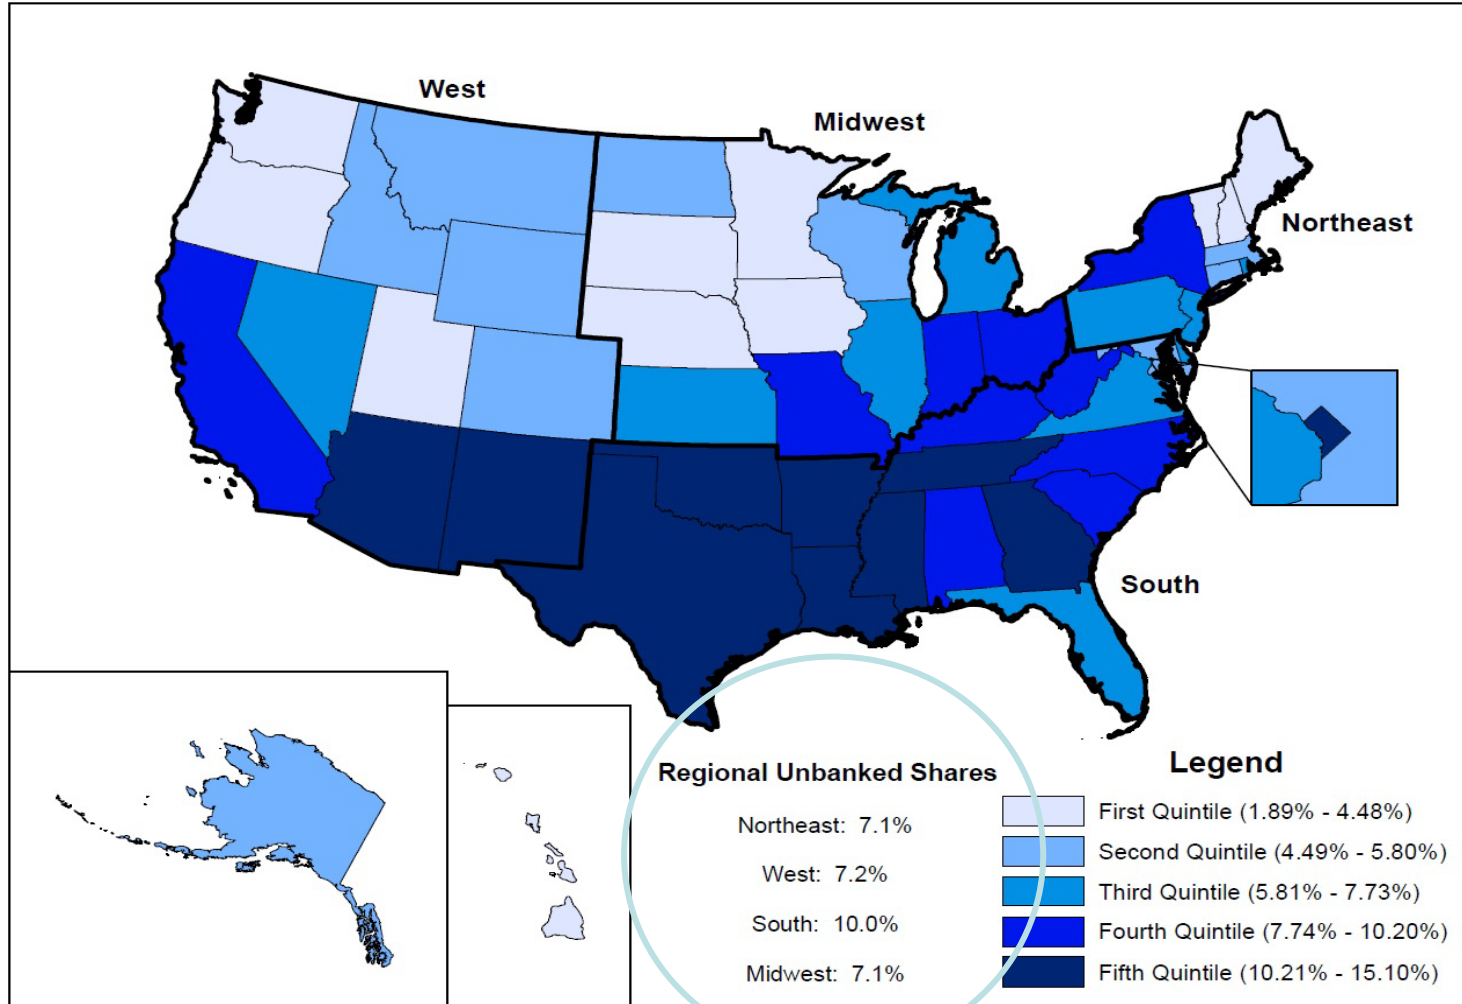 West
Midwest
Northeast
South
Regional Unbanked Shares
Northeast: 7.1%
West: 7.2%
South: 10.0%
Midwest: 7.1%
Legend
First Quintile (1.89% - 4.48%)
Second Quintile (4.49% - 5.80%)
Third Quintile (5.81% - 7.73%)
Fourth Quintile (7.74% - 10.20%)
Fifth Quintile (10.21% - 15.10%)